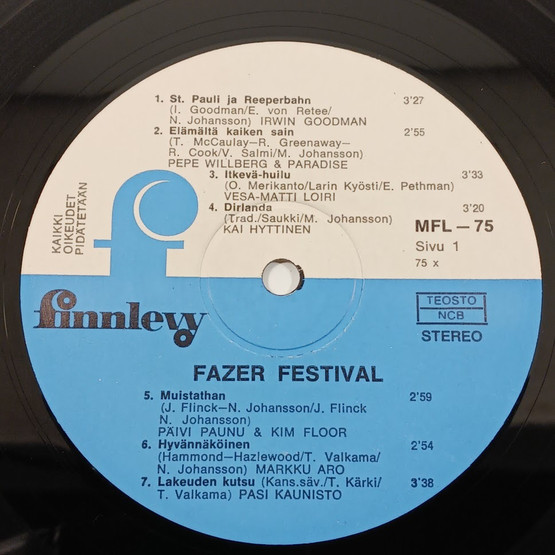 1. St. Pauli ja Reeperbahn 3'27
(I. Goodman/E. von Retee/
N. Johansson) IRWIN GOODMAN
2. Elämältä kaiken sain 2'55
(T. McCaulay—R. Greenaway—
R. Cook/V. Salmi/M. Johansson)
PEPE WILLBERG & PARADISE
3. Itkevä-huilu 3'33
(O. Merikanto/Larin Kyösti/E. Pethman)
VESA-MATTI LOIRI
4. Dirlanda 3'20
(Trad./Saukki/M. Johansson)
KAI HYTTINEN
KAIKKI
OIKEUDET
PIDÄTETÄÄN
MFL—75
Sivu 1
75 x
finnlevy
TEOSTO
NCB
STEREO
FAZER FESTIVAL
5. Muistathan 2'59
(J. Flinck—N. Johansson/J. Flinck
N. Johansson)
PÄIVI PAUNU & KIM FLOOR
6. Hyvännäköinen 2'54
(Hammond—Hazlewood/T. Valkama/
N. Johansson) MARKKU ARO
7. Lakeuden kutsu (Kans.säv./T. Kärki/ 3'38
T. Valkama) PASI KAUNISTO